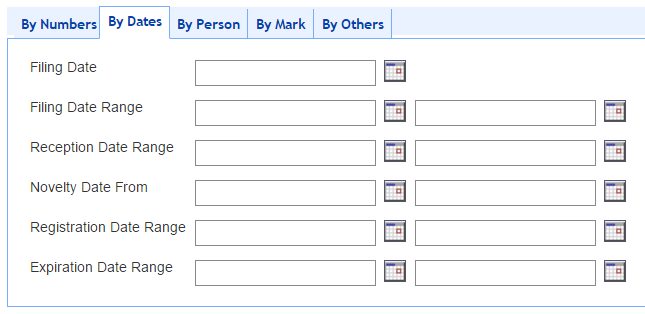 By Numbers By Dates By Person By Mark By Others
Filing Date
Filing Date Range
Reception Date Range
Novelty Date From
Registration Date Range
Expiration Date Range